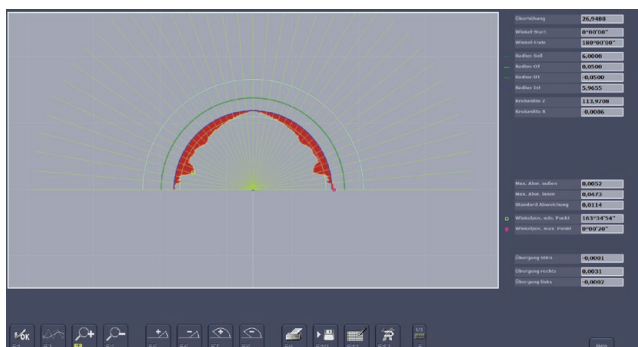 Überhöhung 26,9488
Winkel-Start 0°00'00"
Winkel-Ende 180°00'00"
Radius-Soll 6,0000
Radius-OT 0,0500
Radius-UT -0,0500
Radius-Ist 5,9655
Kreismitte Z 113,9708
Kreismitte X -0,0086
Max. Abw. außen 0,0052
Max. Abw. innen 0,0473
Standard Abweichung 0,0114
Winkelpos. min. Punkt 163°34'54"
Winkelpos. max. Punkt 0°00'20"
Übergang Mitte -0,0001
Übergang rechts 0,0031
Übergang links -0,0002
OK